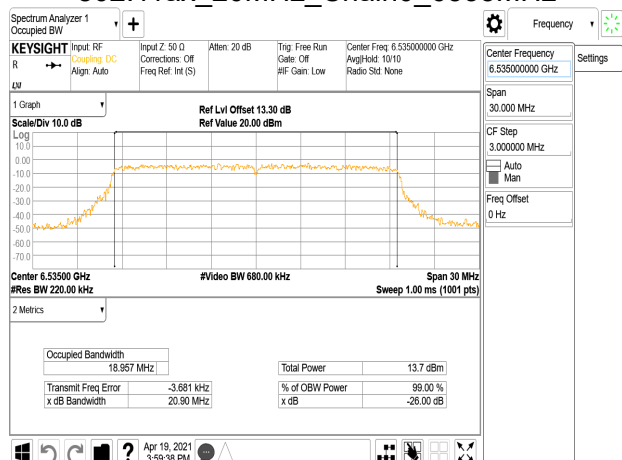 Spectrum Analyzer 1
Occupied BW
Frequency
KEYSIGHT
Input: RF
Coupling: DC
Align: Auto
Input Z: 50 Ω
Corrections: Off
Freq Ref: Int (S)
Atten: 20 dB
Trig: Free Run
Gate: Off
#IF Gain: Low
Center Freq: 6.535000000 GHz
Avg|Hold: 10/10
Radio Std: None
R
LXI
Center Frequency
6.535000000 GHz
Settings
Span
30.000 MHz
CF Step
3.000000 MHz
Auto
Man
Freq Offset
0 Hz
1 Graph
Scale/Div 10.0 dB
Ref Lvl Offset 13.30 dB
Ref Value 20.00 dBm
Log
10.0
0.00
-10.0
-20.0
-30.0
-40.0
-50.0
-60.0
-70.0
Center 6.53500 GHz
#Video BW 680.00 kHz
Span 30 MHz
#Res BW 220.00 kHz
Sweep 1.00 ms (1001 pts)
2 Metrics
Occupied Bandwidth
18.957 MHz
Total Power 13.7 dBm
Transmit Freq Error -3.681 kHz
% of OBW Power 99.00 %
x dB Bandwidth 20.90 MHz
x dB -26.00 dB
Apr 19, 2021
3:59:38 PM